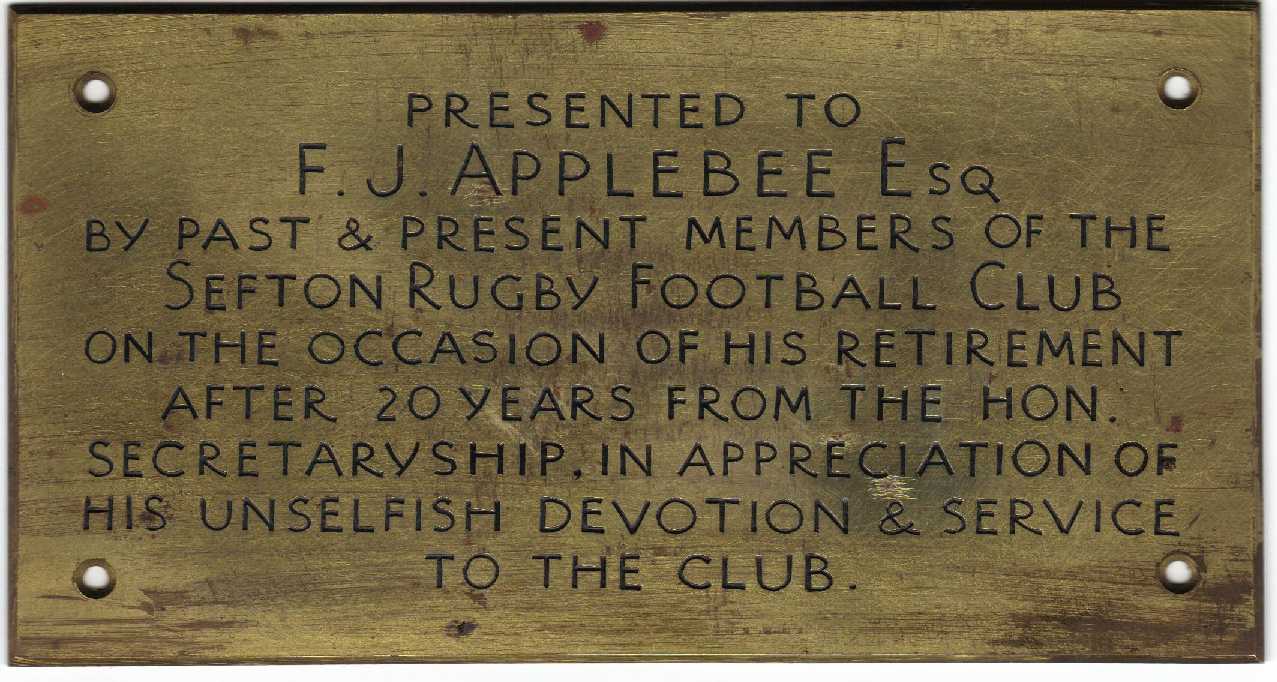 PRESENTED TO
F. J. APPLEBEE ESQ
BY PAST & PRESENT MEMBERS OF THE
SEFTON RUGBY FOOTBALL CLUB
ON THE OCCASION OF HIS RETIREMENT
AFTER 20 YEARS FROM THE HON.
SECRETARYSHIP, IN APPRECIATION OF
HIS UNSELFISH DEVOTION & SERVICE
TO THE CLUB.